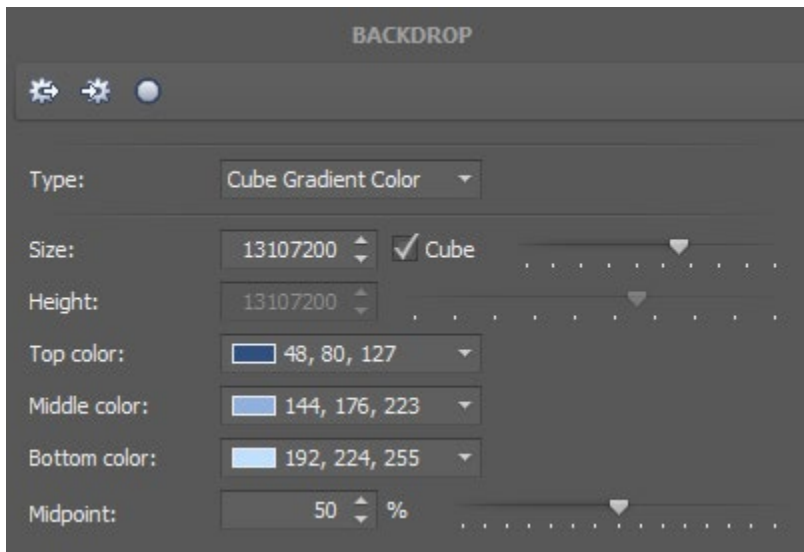 BACKDROP
Type: Cube Gradient Color
Size: 13107200 Cube
Height: 13107200
Top color: 48, 80, 127
Middle color: 144, 176, 223
Bottom color: 192, 224, 255
Midpoint: 50 %